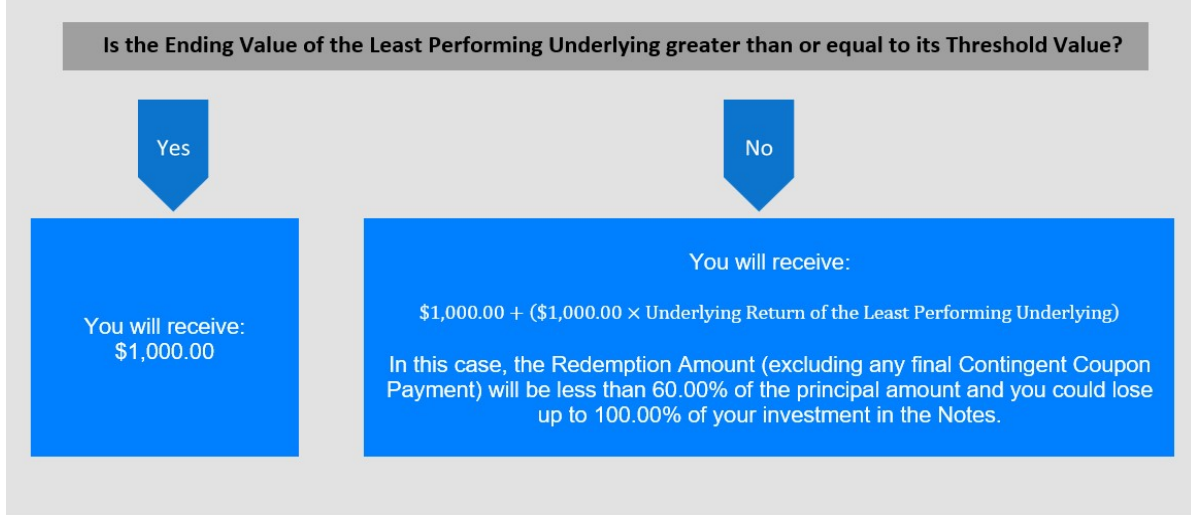 Is the Ending Value of the Least Performing Underlying greater than or equal to its Threshold Value?
Yes
No
You will receive:
$1,000.00
You will receive:
$1,000.00 + ($1,000.00 × Underlying Return of the Least Performing Underlying)
In this case, the Redemption Amount (excluding any final Contingent Coupon
Payment) will be less than 60.00% of the principal amount and you could lose
up to 100.00% of your investment in the Notes.